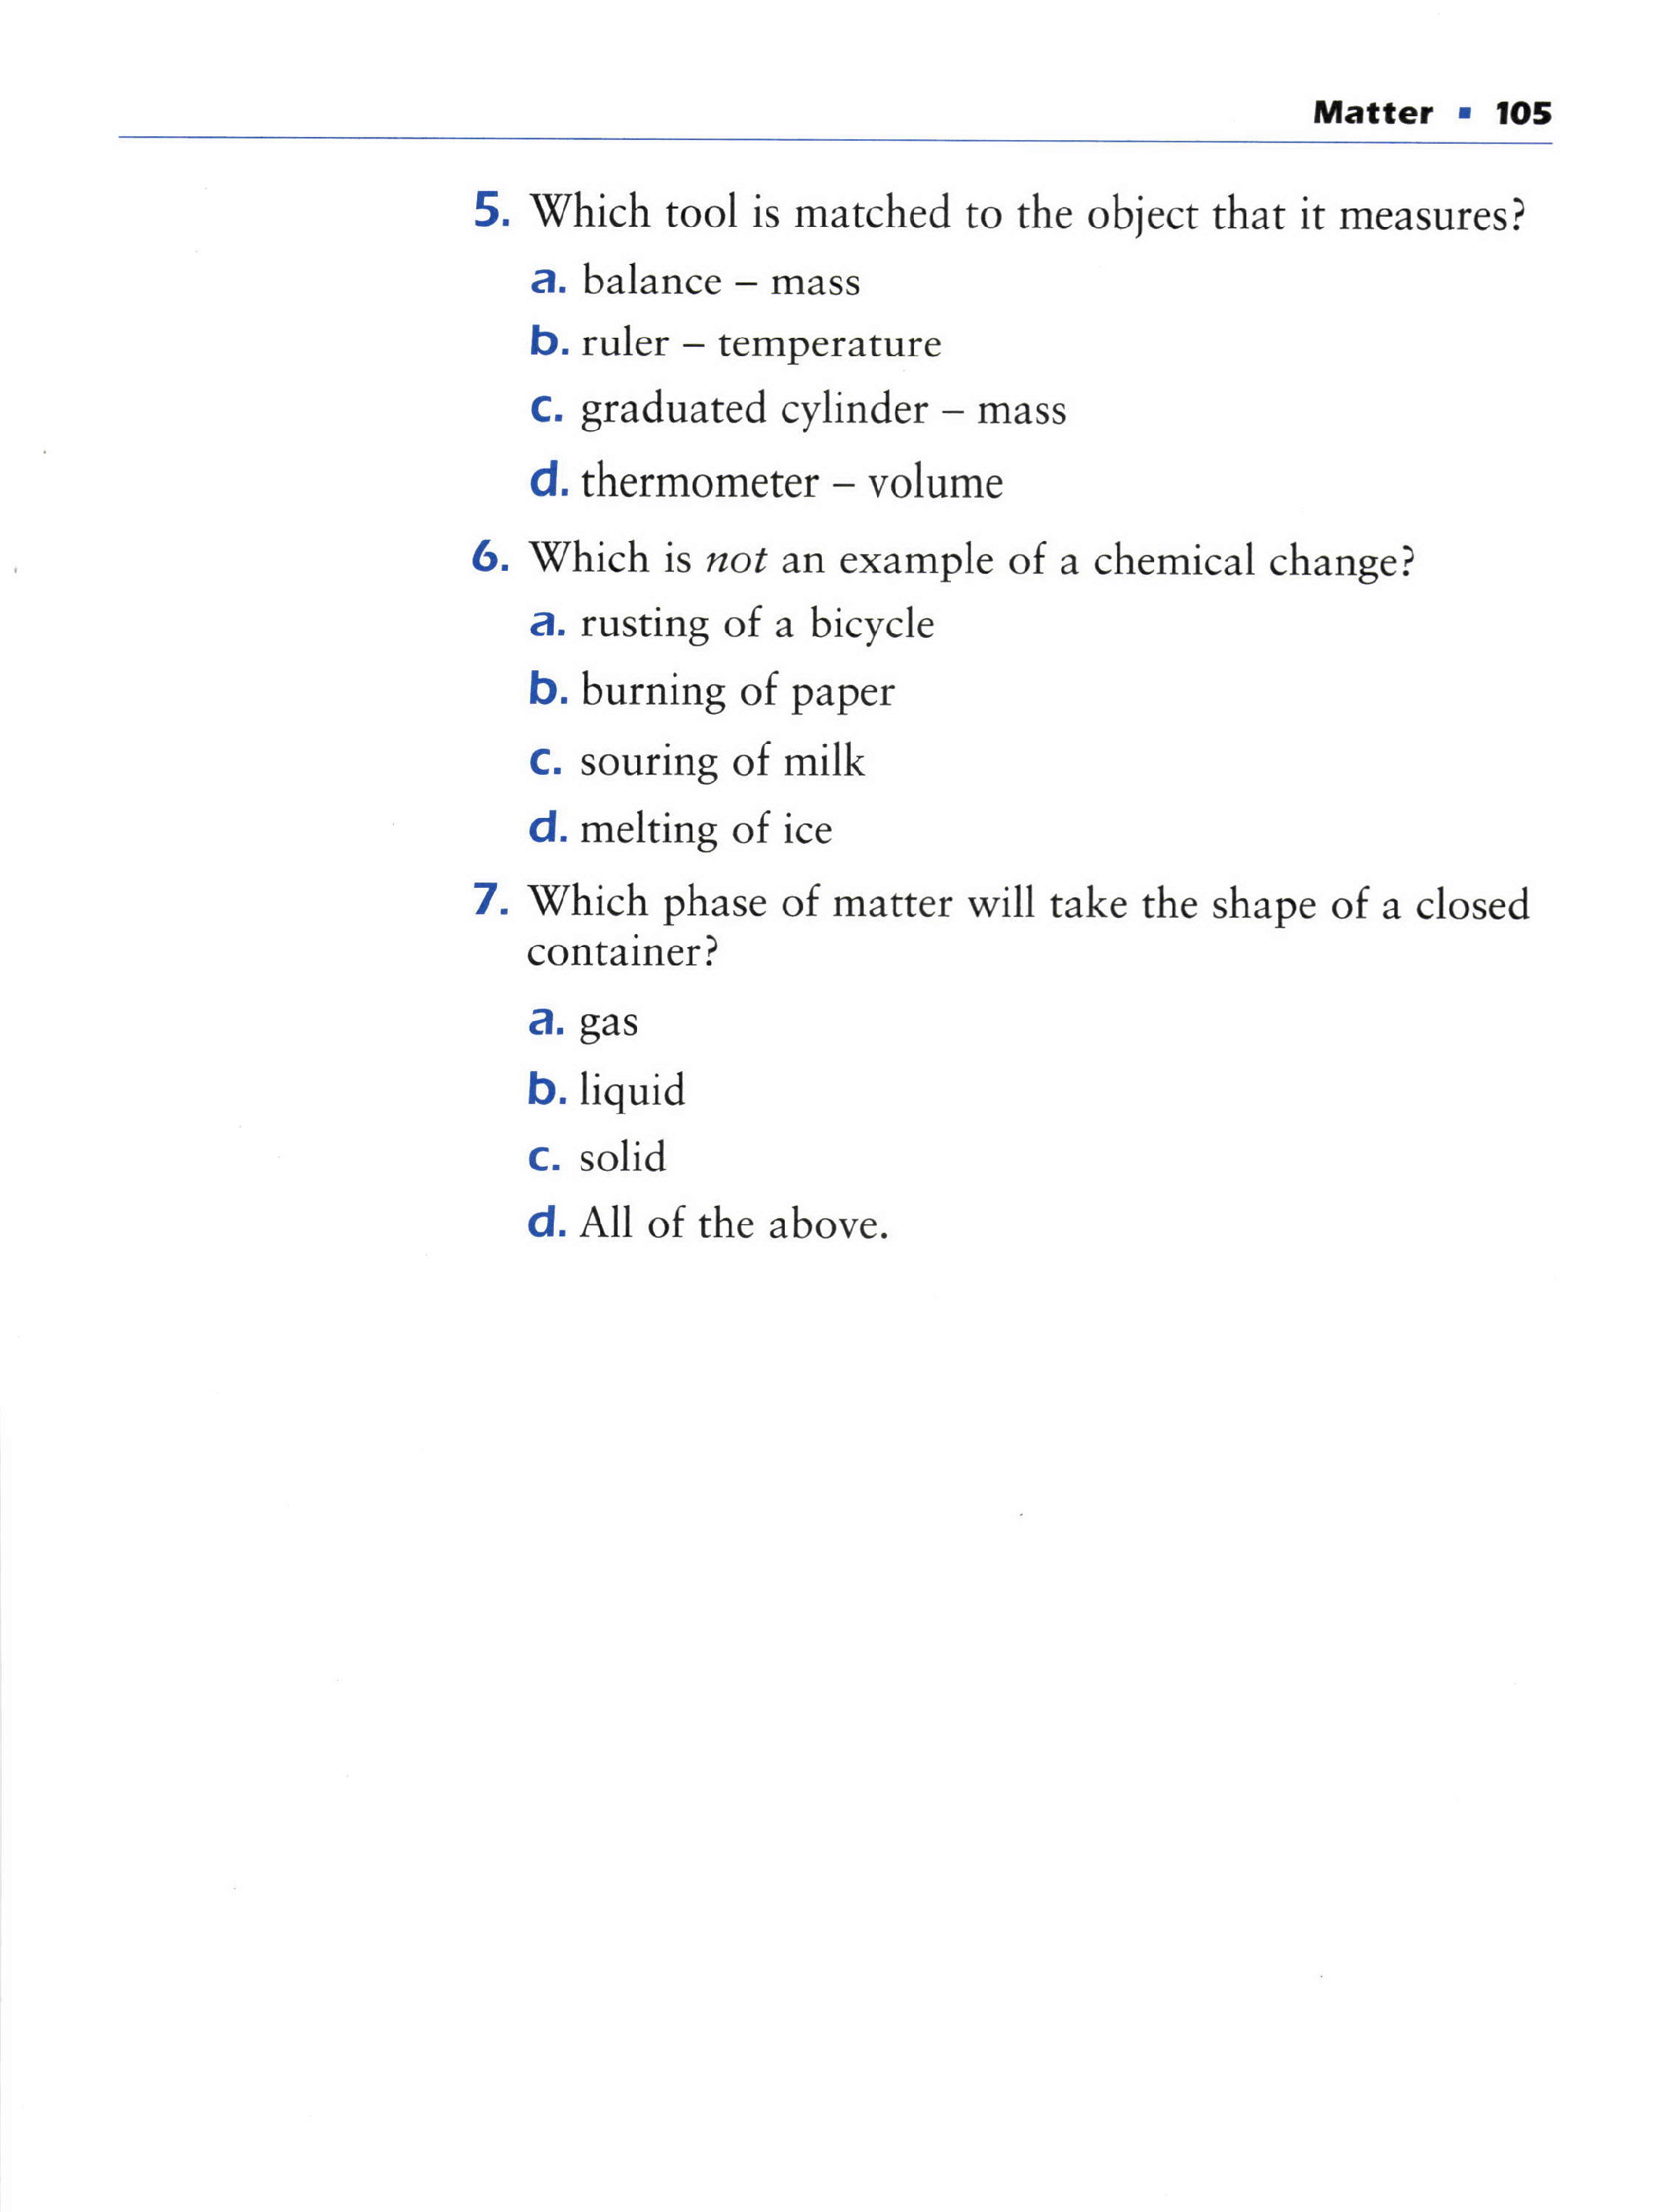 Matter ▪ 105
5. Which tool is matched to the object that it measures?
a. balance – mass
b. ruler – temperature
c. graduated cylinder – mass
d. thermometer – volume
6. Which is not an example of a chemical change?
a. rusting of a bicycle
b. burning of paper
c. souring of milk
d. melting of ice
7. Which phase of matter will take the shape of a closed
container?
a. gas
b. liquid
c. solid
d. All of the above.